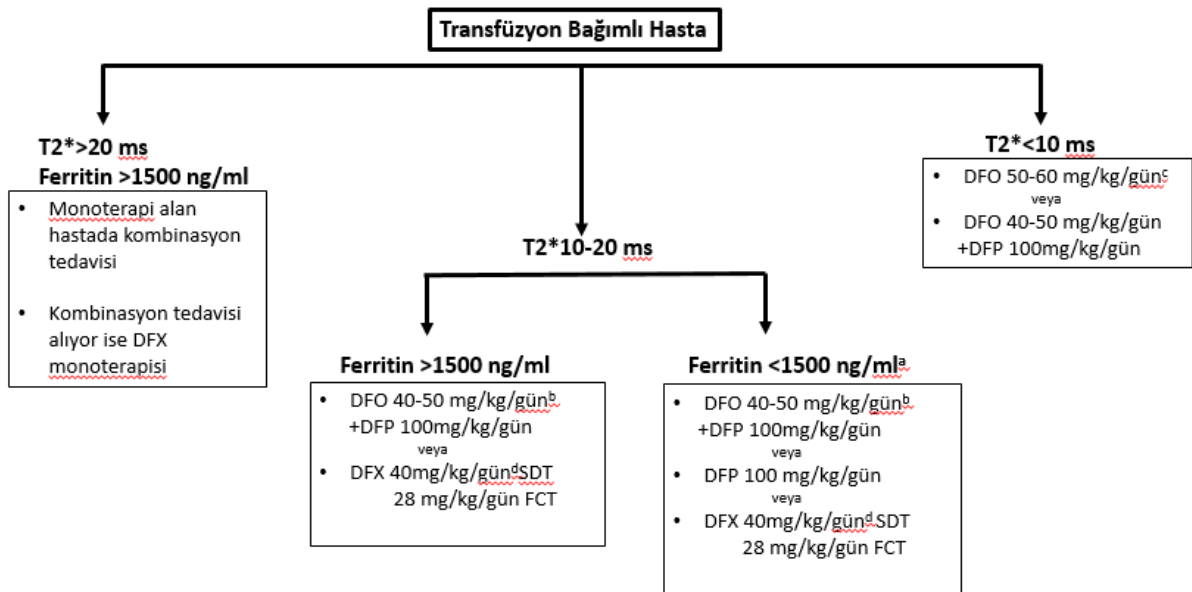 Transfüzyon Bağımlı Hasta
T2*>20 ms
Ferritin >1500 ng/ml
• Monoterapi alan
hastada kombinasyon
tedavisi
• Kombinasyon tedavisi
alıyor ise DFX
monoterapisi
T2*10-20 ms
Ferritin >1500 ng/ml
• DFO 40-50 mg/kg/günᵇ
+DFP 100mg/kg/gün
veya
• DFX 40mg/kg/günᵈSDT
28 mg/kg/gün FCT
Ferritin <1500 ng/mlᵃ
• DFO 40-50 mg/kg/günᵇ
+DFP 100mg/kg/gün
veya
• DFP 100 mg/kg/gün
veya
• DFX 40mg/kg/günᵈ SDT
28 mg/kg/gün FCT
T2*<10 ms
• DFO 50-60 mg/kg/günᶜ
veya
• DFO 40-50 mg/kg/gün
+DFP 100mg/kg/gün